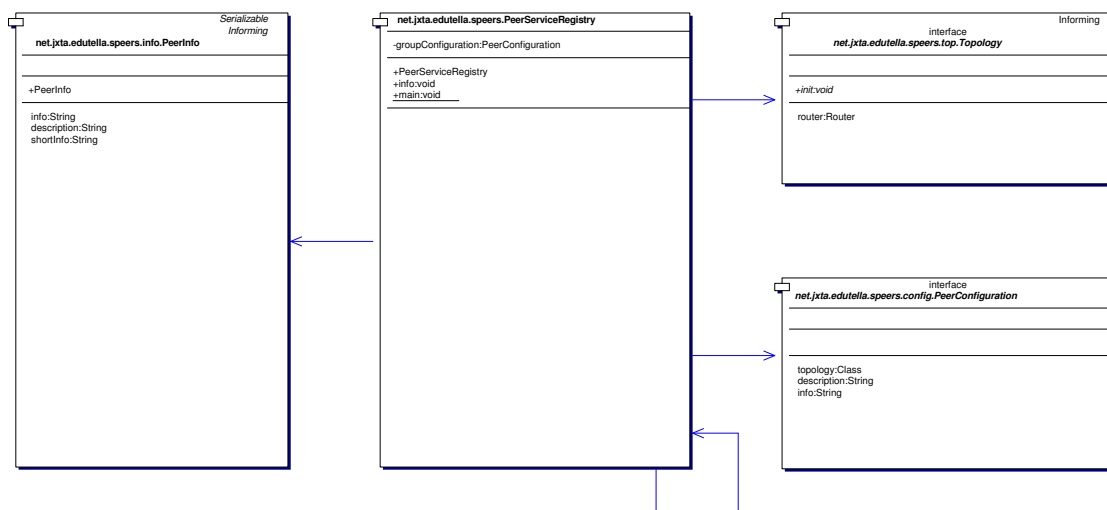 Serializable
Informing
net.jxta.edutella.speers.info.PeerInfo
+PeerInfo
info:String
description:String
shortInfo:String
net.jxta.edutella.speers.PeerServiceRegistry
-groupConfiguration:PeerConfiguration
+PeerServiceRegistry
+info:void
+main:void
Informing
interface
net.jxta.edutella.speers.top.Topology
+init:void
router:Router
interface
net.jxta.edutella.speers.config.PeerConfiguration
topology:Class
description:String
info:String